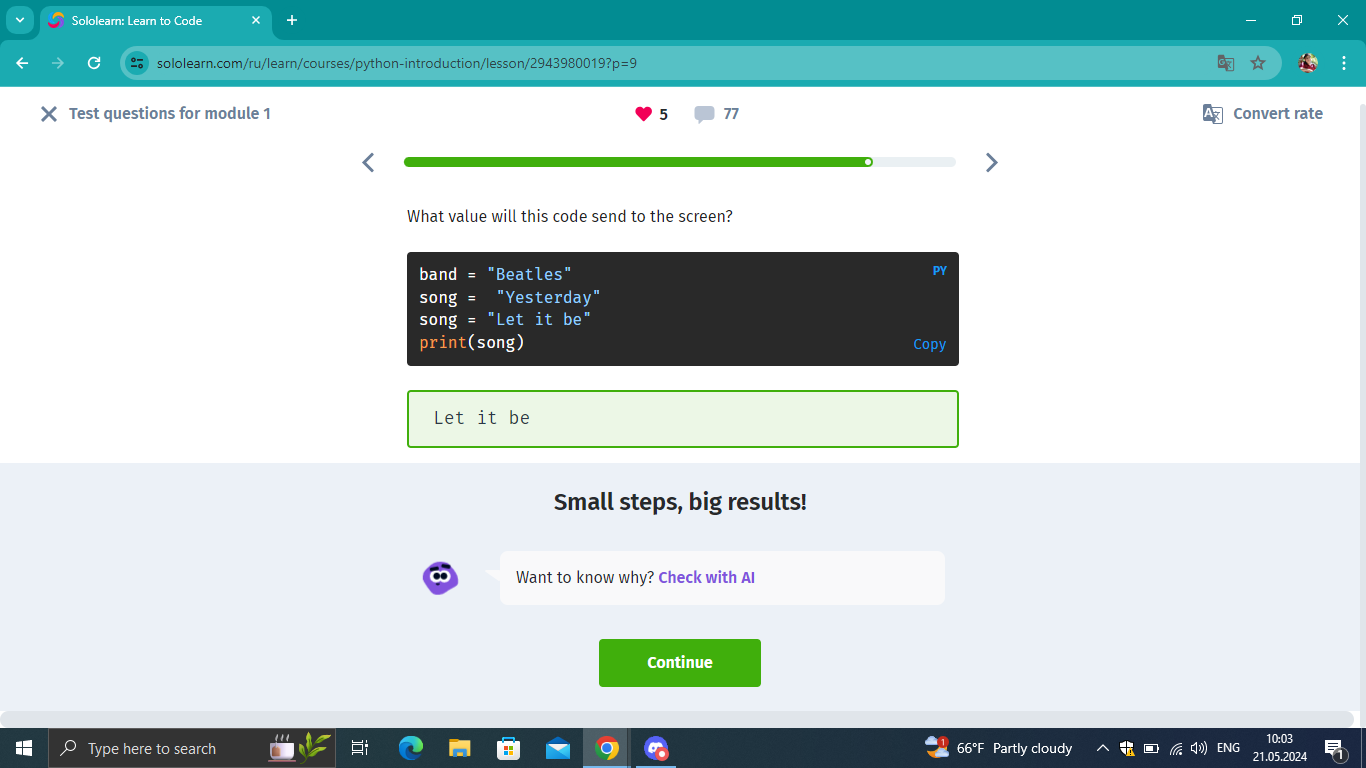 Sololearn: Learn to Code
sololearn.com/ru/learn/courses/python-introduction/lesson/2943980019?p=9
Test questions for module 1
5
77
Convert rate
What value will this code send to the screen?
band = "Beatles"
PY
song =  "Yesterday"
song = "Let it be"
print(song)
Copy
Let it be
Small steps, big results!
Want to know why? Check with AI
Continue
Type here to search
1
66°F Partly cloudy
ENG
10:03
21.05.2024
1